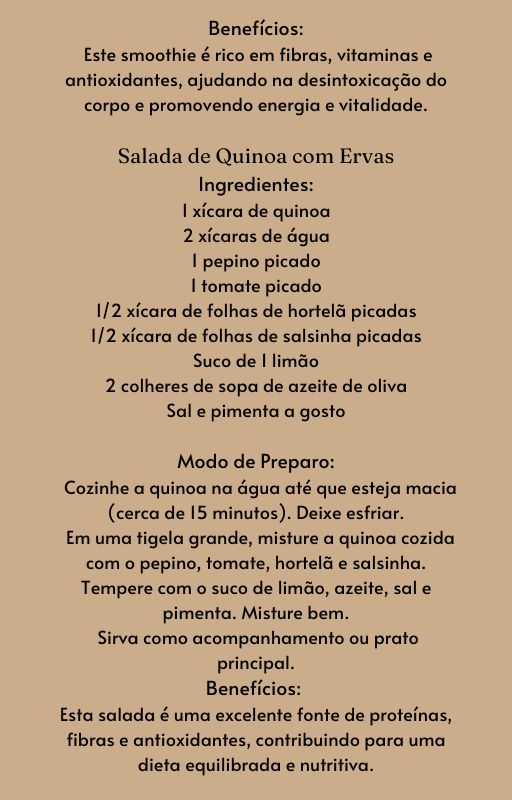 Benefícios:
Este smoothie é rico em fibras, vitaminas e
antioxidantes, ajudando na desintoxicação do
corpo e promovendo energia e vitalidade.
Salada de Quinoa com Ervas
Ingredientes:
1 xícara de quinoa
2 xícaras de água
1 pepino picado
1 tomate picado
1/2 xícara de folhas de hortelã picadas
1/2 xícara de folhas de salsinha picadas
Suco de 1 limão
2 colheres de sopa de azeite de oliva
Sal e pimenta a gosto
Modo de Preparo:
Cozinhe a quinoa na água até que esteja macia
(cerca de 15 minutos). Deixe esfriar.
Em uma tigela grande, misture a quinoa cozida
com o pepino, tomate, hortelã e salsinha.
Tempere com o suco de limão, azeite, sal e
pimenta. Misture bem.
Sirva como acompanhamento ou prato
principal.
Benefícios:
Esta salada é uma excelente fonte de proteínas,
fibras e antioxidantes, contribuindo para uma
dieta equilibrada e nutritiva.